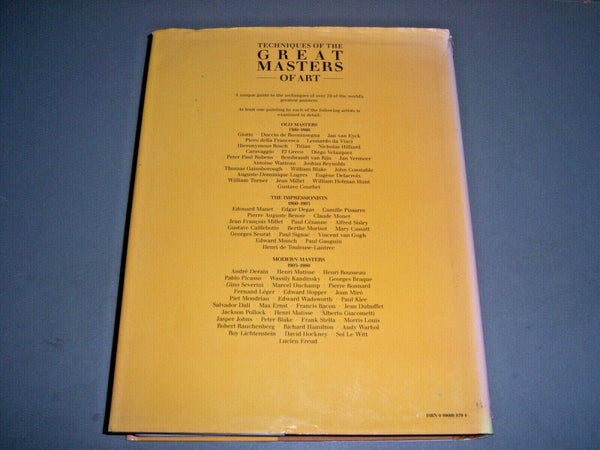 TECHNIQUES OF THE
GREAT
MASTERS
OF ART
A unique guide to the techniques of over 70 of the world's
greatest painters.
At least one painting by each of the following artists is
examined in detail:
OLD MASTERS
1300-1860
Giotto Duccio de Buoninsegna Jan van Eyck
Piero della Francesca Leonardo da Vinci
Hieronymous Bosch Titian Nicholas Hilliard
Caravaggio El Greco Diego Velazquez
Peter Paul Rubens Rembrandt van Rijn Jan Vermeer
Antoine Watteau Joshua Reynolds
Thomas Gainsborough William Blake John Constable
Auguste-Dominique Ingres Eugène Delacroix
William Turner Jean Millet William Holman Hunt
Gustave Courbet
THE IMPRESSIONISTS
1860-1905
Edouard Manet Edgar Degas Camille Pissarro
Pierre Auguste Renoir Claude Monet
Jean François Millet Paul Cézanne Alfred Sisley
Gustave Caillebotte Berthe Morisot Mary Cassatt
Georges Seurat Paul Signac Vincent van Gogh
Edward Munch Paul Gauguin
Henri de Toulouse-Lautrec
MODERN MASTERS
1905-1980
André Derain Henri Matisse Henri Rousseau
Pablo Picasso Wassily Kandinsky Georges Braque
Gino Severini Marcel Duchamp Pierre Bonnard
Fernand Léger Edward Hopper Joan Miró
Piet Mondrian Edward Wadsworth Paul Klee
Salvador Dali Max Ernst Francis Bacon Jean Dubuffet
Jackson Pollock Henri Matisse Alberto Giacometti
Jasper Johns Peter Blake Frank Stella Morris Louis
Robert Rauchenberg Richard Hamilton Andy Warhol
Roy Lichtenstein David Hockney Sol Le Witt
Lucien Freud
ISBN 0 89009 879 4